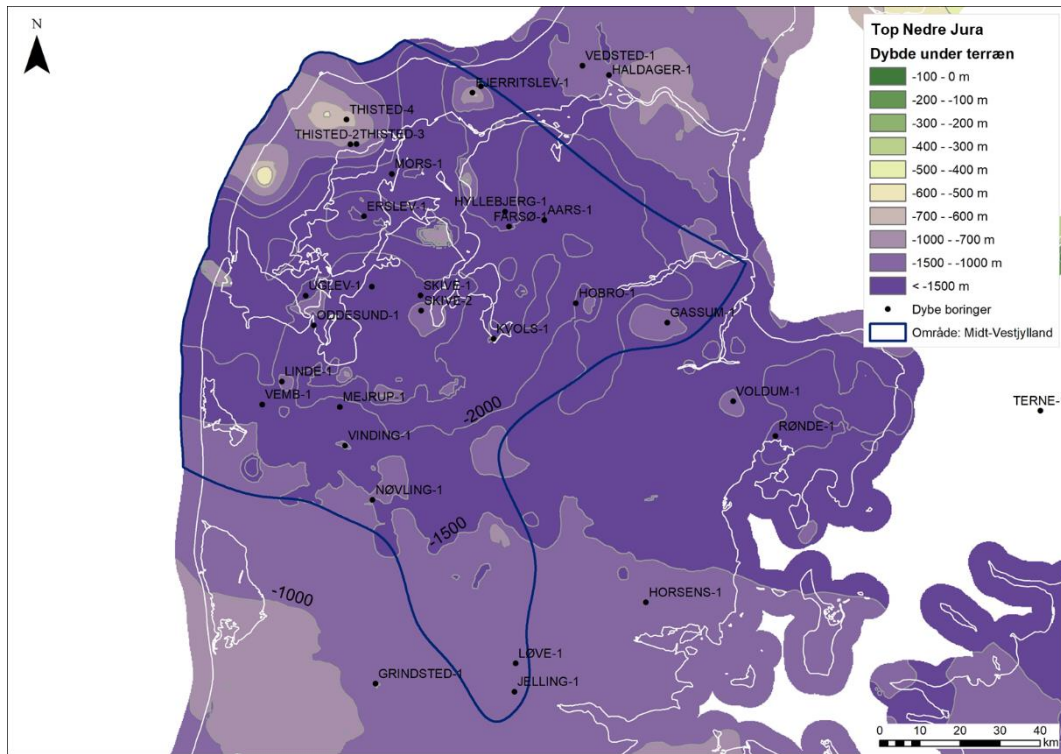 N
VEDSTED-1
HALDAGER-1
FJERRITSLEV-1
THISTED-4
THISTED-2 THISTED-3
MORS-1
HYLLEBJERG-1
ERSLEV-1
FARSØ-1
AARS-1
UGLEV-1
SKIVE-1
HOBRO-1
SKIVE-2
ODDESUND-1
GASSUM-1
KVOLS-1
LINDE-1
VEMB-1
MEJRUP-1
-2000
VOLDUM-1
TERNE-
RØNDE-1
VINDING-1
NØVLING-1
-1500
-1000
HORSENS-1
LØVE-1
GRINDSTED-1
JELLING-1
Top Nedre Jura
Dybde under terræn
-100 - 0 m
-200 - -100 m
-300 - -200 m
-400 - -300 m
-500 - -400 m
-600 - -500 m
-700 - -600 m
-1000 - -700 m
-1500 - -1000 m
< -1500 m
Dybe boringer
Område: Midt-Vestjylland
0 10 20 30 40
km